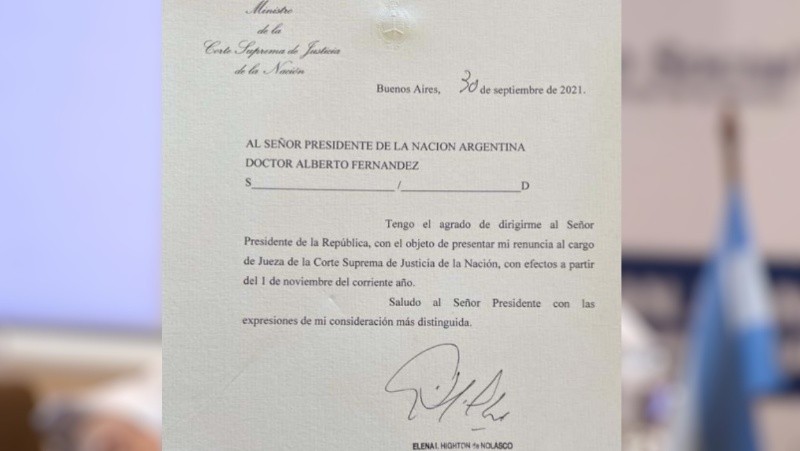 Ministro
de la
Corte Suprema de Justicia
de la Nación
Buenos Aires, 30 de septiembre de 2021.
AL SEÑOR PRESIDENTE DE LA NACION ARGENTINA
DOCTOR ALBERTO FERNANDEZ
S____________________/__________________D
Tengo el agrado de dirigirme al Señor
Presidente de la República, con el objeto de presentar mi renuncia al cargo
de Jueza de la Corte Suprema de Justicia de la Nación, con efectos a partir
del 1 de noviembre del corriente año.
Saludo al Señor Presidente con las
expresiones de mi consideración más distinguida.
ELENA I. HIGHTON de NOLASCO